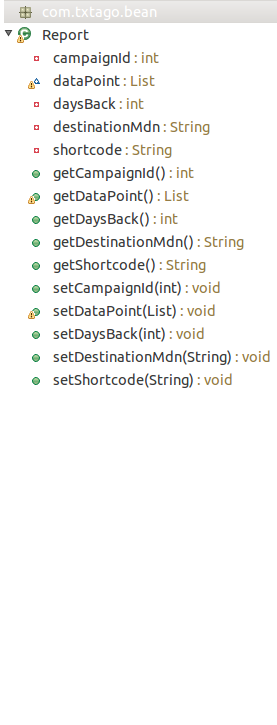 com.txtago.bean
Report
campaignId : int
dataPoint : List
daysBack : int
destinationMdn : String
shortcode : String
getCampaignId() : int
getDataPoint() : List
getDaysBack() : int
getDestinationMdn() : String
getShortcode() : String
setCampaignId(int) : void
setDataPoint(List) : void
setDaysBack(int) : void
setDestinationMdn(String) : void
setShortcode(String) : void